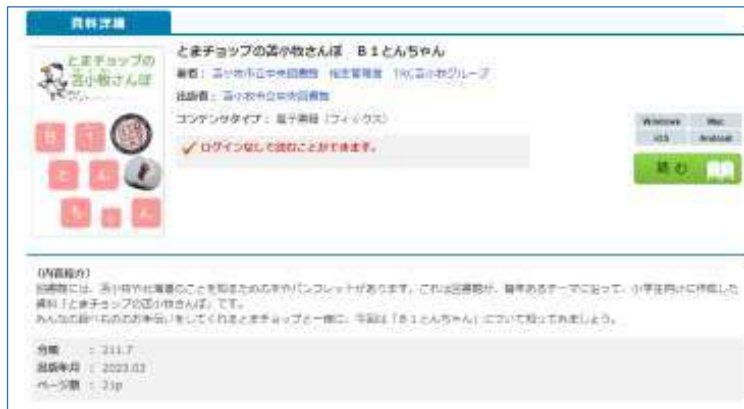 資料詳細
とまチョップの
苫小牧さんぽ
とまチョップの苫小牧さんぽ　B1とんちゃん
著者： 苫小牧市立中央図書館　指定管理者　TRC苫小牧グループ
出版者： 苫小牧市立中央図書館
コンテンツタイプ： 電子書籍（フィックス）
ログインなしで読むことができます。
Windows Mac
iOS Android
読む
B 1
と ん
ち ゃ ん
(内容紹介)
図書館には、苫小牧や北海道のことを知るための本やパンフレットがあります。これは図書館が、毎年あるテーマに沿って、小学生向けに作成した
資料「とまチョップの苫小牧さんぽ」です。
みんなの調べもののお手伝いをしてくれるとまチョップと一緒に、今回は「B1とんちゃん」について知ってみましょう。
分類 ： 211.7
出版年月 ： 2023.03
ページ数 ： 21p